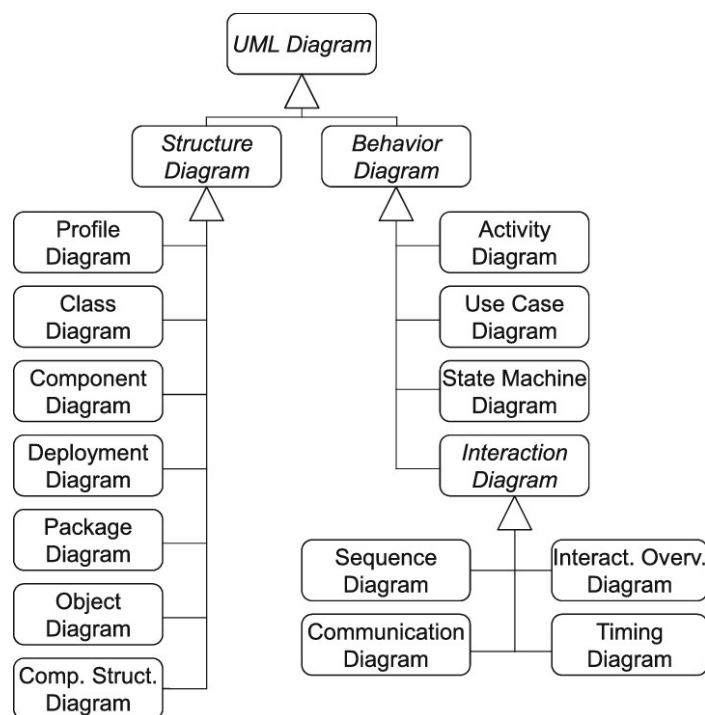 UML Diagram
Structure
Diagram
Behavior
Diagram
Profile
Diagram
Class
Diagram
Component
Diagram
Deployment
Diagram
Package
Diagram
Object
Diagram
Comp. Struct.
Diagram
Activity
Diagram
Use Case
Diagram
State Machine
Diagram
Interaction
Diagram
Sequence
Diagram
Interact. Overv.
Diagram
Communication
Diagram
Timing
Diagram